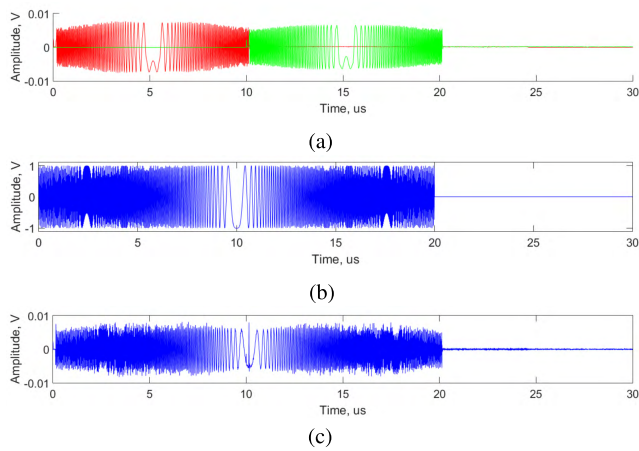 0.01
0
-0.01
Amplitude, V
0 5 10 15 20 25 30
Time, us
(a)
1
0
-1
Amplitude, V
0 5 10 15 20 25 30
Time, us
(b)
0.01
0
-0.01
Amplitude, V
0 5 10 15 20 25 30
Time, us
(c)